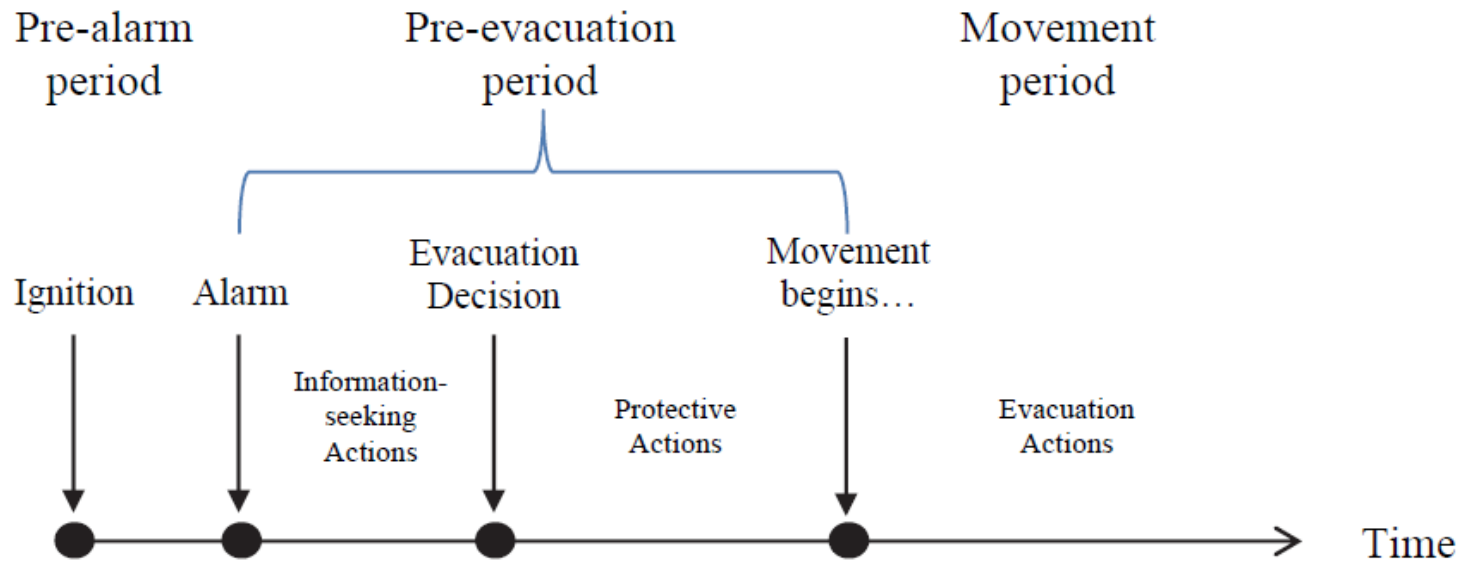 Pre-alarm
period
Pre-evacuation
period
Movement
period
Ignition
Alarm
Evacuation
Decision
Movement
begins…
Information-
seeking
Actions
Protective
Actions
Evacuation
Actions
Time